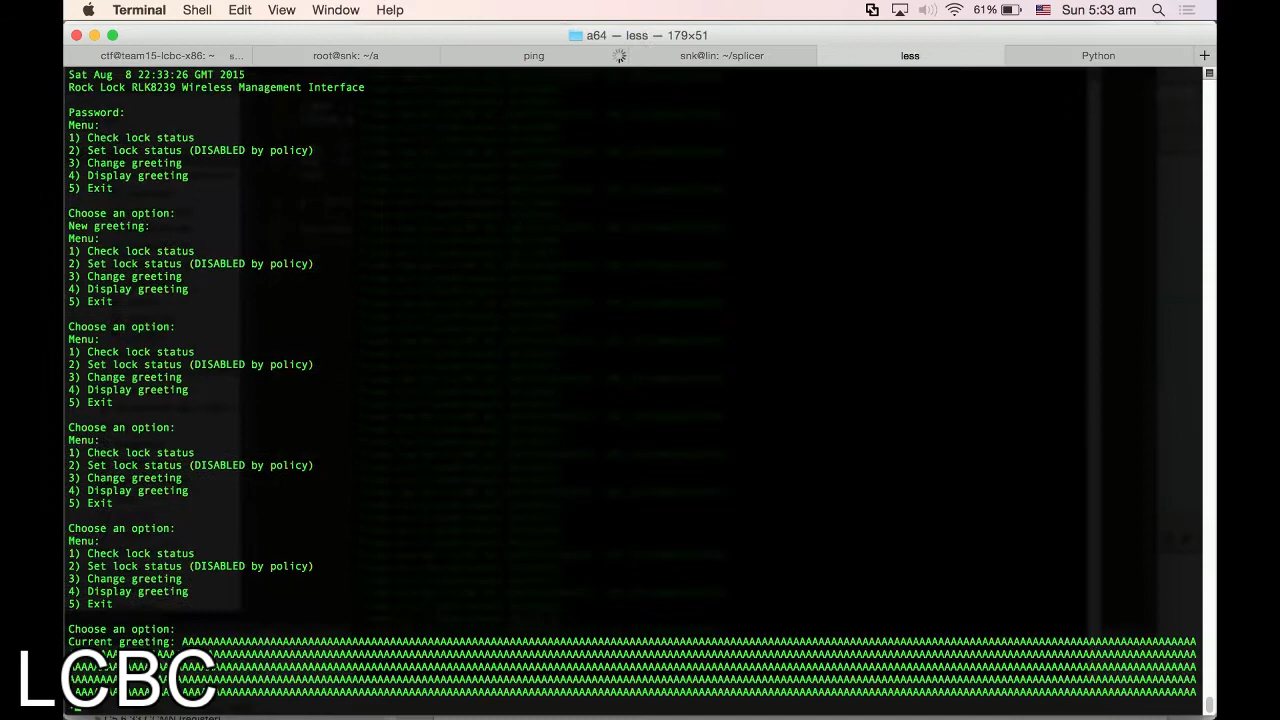 Terminal Shell Edit View Window Help 61% Sun 5:33 am
a64 — less — 179×51
ctf@team15-lcbc-x86: ~ s... root@snk: ~/a ping snk@lin: ~/splicer less Python
Sat Aug  8 22:33:26 GMT 2015
Rock Lock RLK8239 Wireless Management Interface
Password:
Menu:
1) Check lock status
2) Set lock status (DISABLED by policy)
3) Change greeting
4) Display greeting
5) Exit
Choose an option:
New greeting:
Menu:
1) Check lock status
2) Set lock status (DISABLED by policy)
3) Change greeting
4) Display greeting
5) Exit
Choose an option:
Menu:
1) Check lock status
2) Set lock status (DISABLED by policy)
3) Change greeting
4) Display greeting
5) Exit
Choose an option:
Menu:
1) Check lock status
2) Set lock status (DISABLED by policy)
3) Change greeting
4) Display greeting
5) Exit
Choose an option:
Menu:
1) Check lock status
2) Set lock status (DISABLED by policy)
3) Change greeting
4) Display greeting
5) Exit
Choose an option:
Current greeting:
LCBC